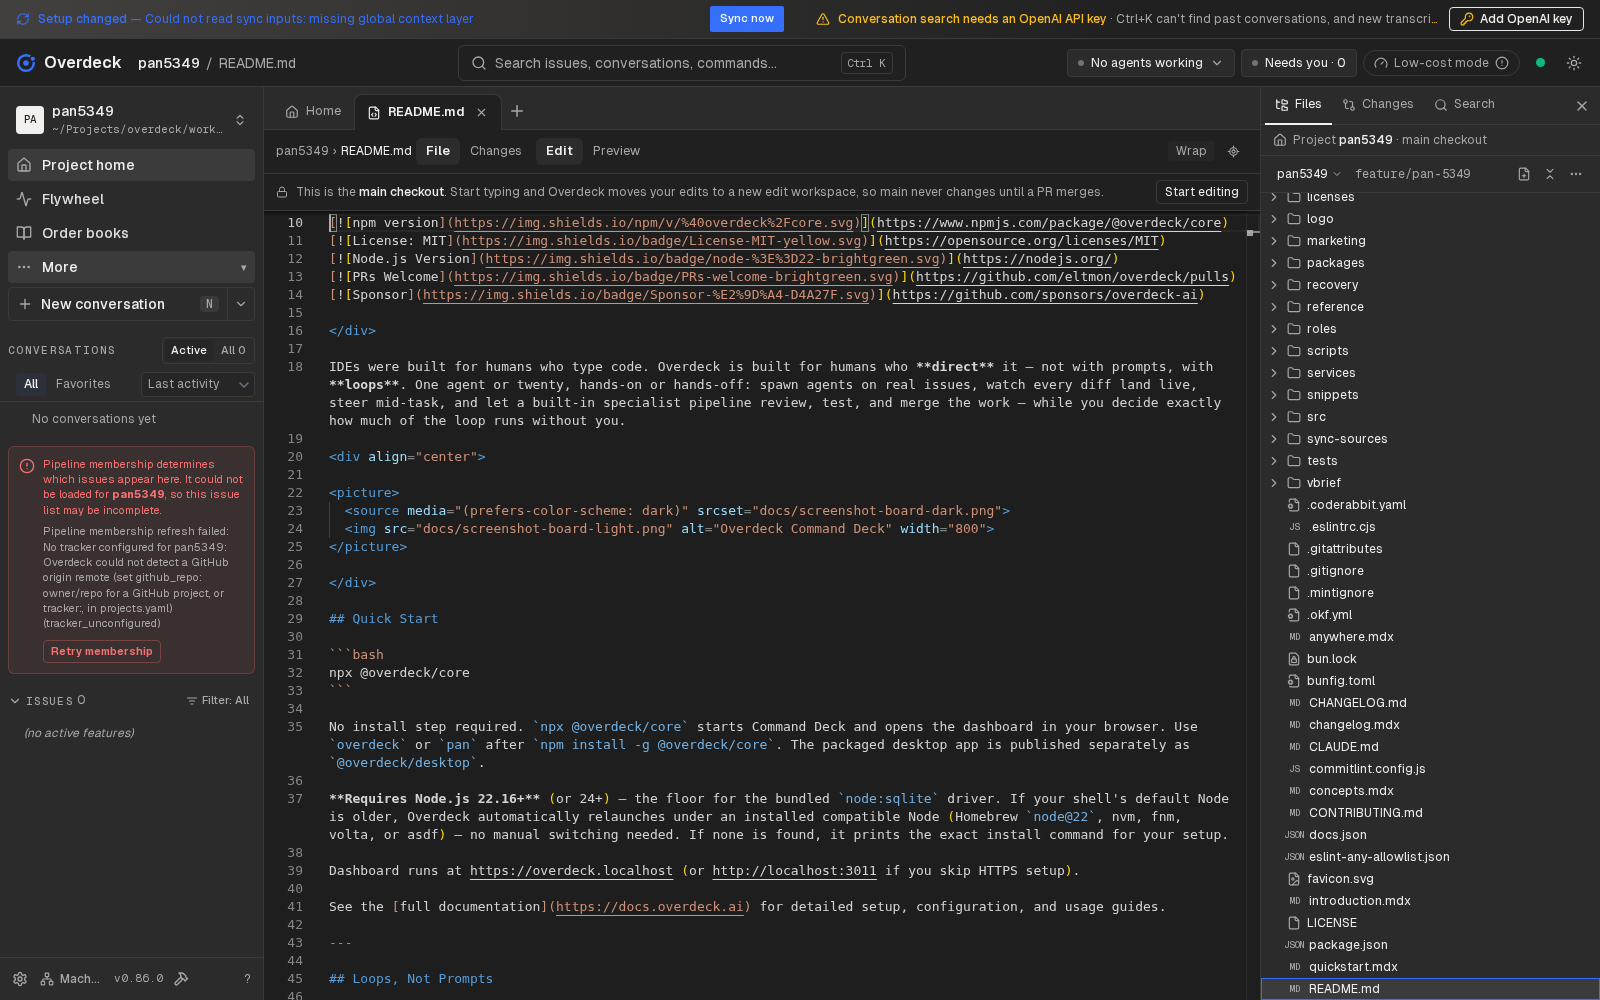 Setup changed — Could not read sync inputs: missing global context layer
Sync now
Conversation search needs an OpenAI API key · Ctrl+K can't find past conversations, and new transcri...
Add OpenAI key
Overdeck
pan5349 / README.md
Search issues, conversations, commands...
Ctrl K
No agents working
Needs you · 0
Low-cost mode
PA
pan5349
~/Projects/overdeck/work...
Project home
Flywheel
Order books
More
New conversation
N
CONVERSATIONS
Active
All 0
All
Favorites
Last activity
No conversations yet
Pipeline membership determines
which issues appear here. It could not
be loaded for pan5349, so this issue
list may be incomplete.
Pipeline membership refresh failed:
No tracker configured for pan5349:
Overdeck could not detect a GitHub
origin remote (set github_repo:
owner/repo for a GitHub project, or
tracker:, in projects.yaml)
(tracker_unconfigured)
Retry membership
ISSUES 0
Filter: All
(no active features)
Mach...
v0.86.0
?
Home
README.md
pan5349 › README.md
File
Changes
Edit
Preview
Wrap
This is the main checkout. Start typing and Overdeck moves your edits to a new edit workspace, so main never changes until a PR merges.
Start editing
10 [![npm version](https://img.shields.io/npm/v/%40overdeck%2Fcore.svg)](https://www.npmjs.com/package/@overdeck/core)
11 [![License: MIT](https://img.shields.io/badge/License-MIT-yellow.svg)](https://opensource.org/licenses/MIT)
12 [![Node.js Version](https://img.shields.io/badge/node-%3E%3D22-brightgreen.svg)](https://nodejs.org/)
13 [![PRs Welcome](https://img.shields.io/badge/PRs-welcome-brightgreen.svg)](https://github.com/eltmon/overdeck/pulls)
14 [![Sponsor](https://img.shields.io/badge/Sponsor-%E2%9D%A4-D4A27F.svg)](https://github.com/sponsors/overdeck-ai)
15
16 </div>
17
18 IDEs were built for humans who type code. Overdeck is built for humans who **direct** it — not with prompts, with
**loops**. One agent or twenty, hands-on or hands-off: spawn agents on real issues, watch every diff land live,
steer mid-task, and let a built-in specialist pipeline review, test, and merge the work — while you decide exactly
how much of the loop runs without you.
19
20 <div align="center">
21
22 <picture>
23 <source media="(prefers-color-scheme: dark)" srcset="docs/screenshot-board-dark.png">
24 <img src="docs/screenshot-board-light.png" alt="Overdeck Command Deck" width="800">
25 </picture>
26
27 </div>
28
29 ## Quick Start
30
31 ```bash
32 npx @overdeck/core
33 ```
34
35 No install step required. `npx @overdeck/core` starts Command Deck and opens the dashboard in your browser. Use
`overdeck` or `pan` after `npm install -g @overdeck/core`. The packaged desktop app is published separately as
`@overdeck/desktop`.
36
37 **Requires Node.js 22.16+** (or 24+) — the floor for the bundled `node:sqlite` driver. If your shell's default Node
is older, Overdeck automatically relaunches under an installed compatible Node (Homebrew `node@22`, nvm, fnm,
volta, or asdf) — no manual switching needed. If none is found, it prints the exact install command for your setup.
38
39 Dashboard runs at https://overdeck.localhost (or http://localhost:3011 if you skip HTTPS setup).
40
41 See the [full documentation](https://docs.overdeck.ai) for detailed setup, configuration, and usage guides.
42
43 ---
44
45 ## Loops, Not Prompts
46
Files
Changes
Search
Project pan5349 · main checkout
pan5349
feature/pan-5349
licenses
logo
marketing
packages
recovery
reference
roles
scripts
services
snippets
src
sync-sources
tests
vbrief
.coderabbit.yaml
JS .eslintrc.cjs
.gitattributes
.gitignore
.mintignore
.okf.yml
MD anywhere.mdx
bun.lock
bunfig.toml
MD CHANGELOG.md
MD changelog.mdx
MD CLAUDE.md
JS commitlint.config.js
MD concepts.mdx
MD CONTRIBUTING.md
JSON docs.json
JSON eslint-any-allowlist.json
favicon.svg
MD introduction.mdx
LICENSE
JSON package.json
MD quickstart.mdx
MD README.md